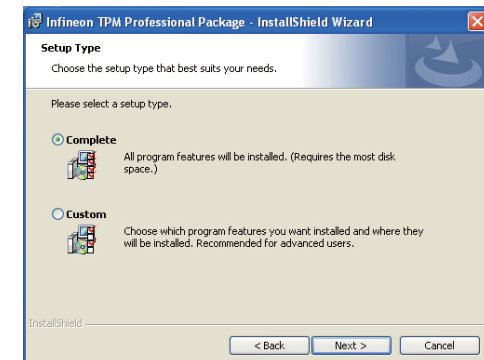 Infineon TPM Professional Package - InstallShield Wizard
Setup Type
Choose the setup type that best suits your needs.
Please select a setup type.
Complete
All program features will be installed. (Requires the most disk
space.)
Custom
Choose which program features you want installed and where they
will be installed. Recommended for advanced users.
InstallShield
< Back
Next >
Cancel